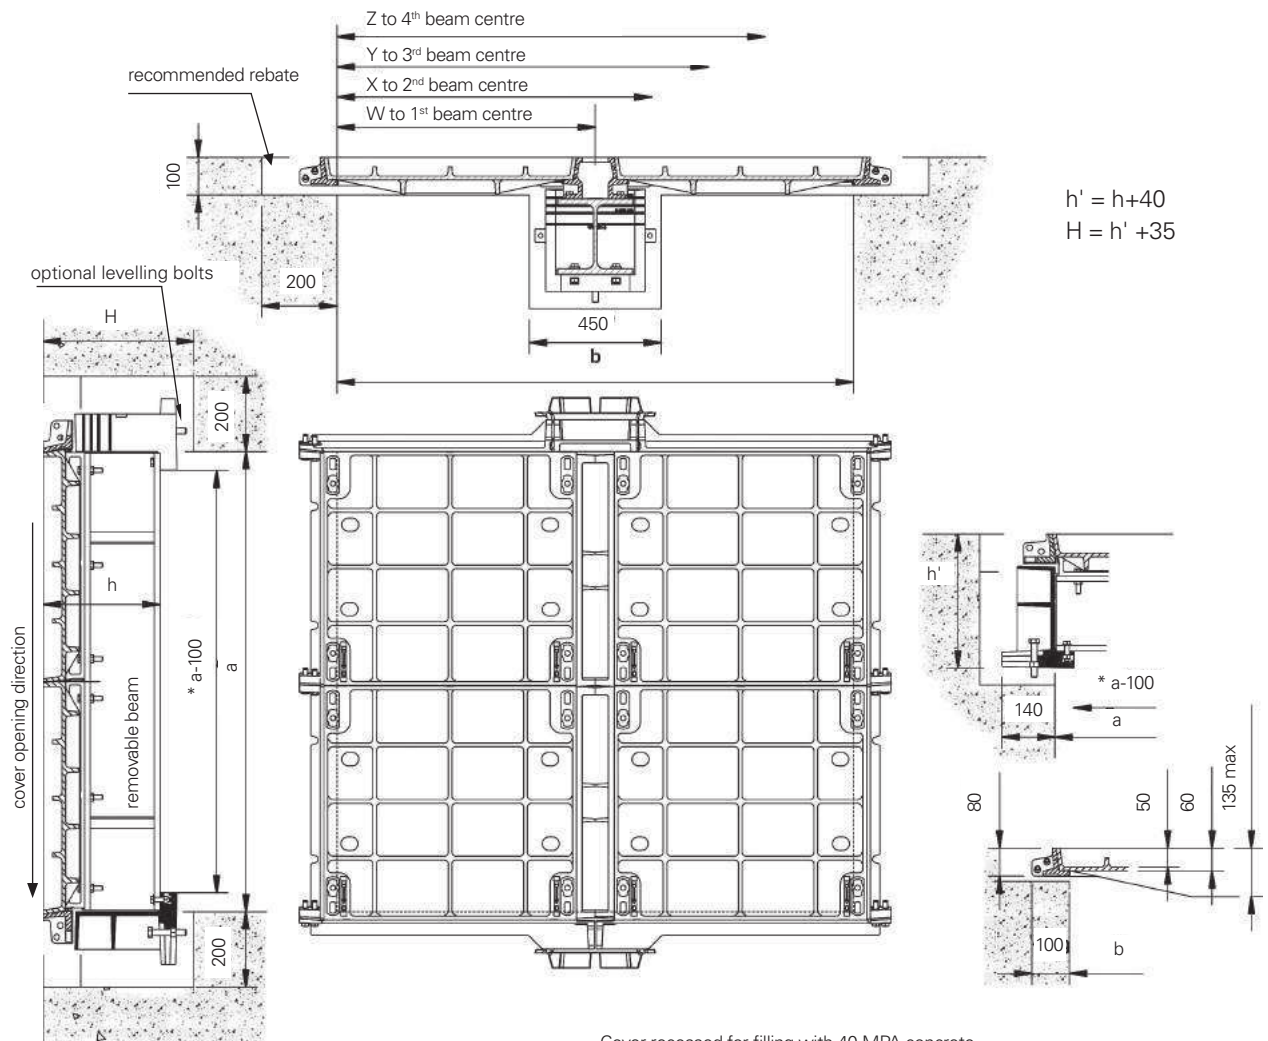 Z to 4th beam centre
Y to 3rd beam centre
recommended rebate
X to 2nd beam centre
W to 1st beam centre
100
h' = h+40
H = h' +35
optional levelling bolts
200
H
450
b
200
h'
h
cover opening direction
removable beam
* a-100
a
* a-100
140
a
80
50
60
135 max
200
100
b